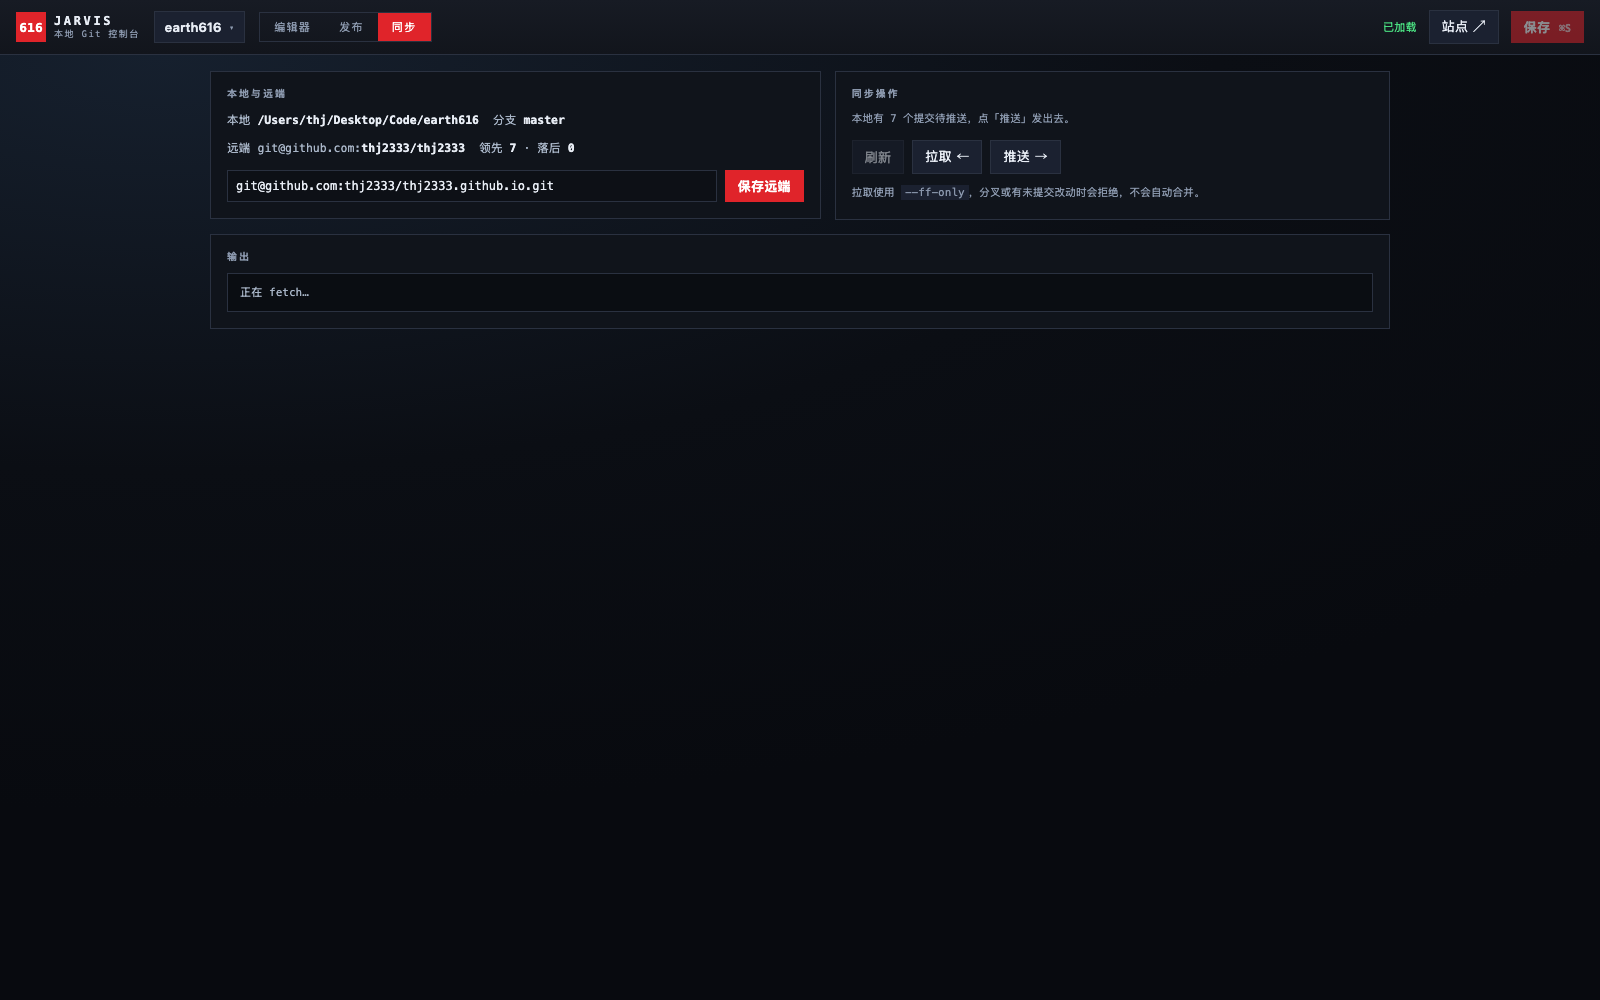 616
JARVIS
本地 Git 控制台
earth616
编辑器
发布
同步
已加载
站点 ↗
保存 ⌘S
本地与远端
本地 /Users/thj/Desktop/Code/earth616 分支 master
远端 git@github.com:thj2333/thj2333 领先 7 · 落后 0
git@github.com:thj2333/thj2333.github.io.git
保存远端
同步操作
本地有 7 个提交待推送，点「推送」发出去。
刷新
拉取 ←
推送 →
拉取使用 --ff-only，分叉或有未提交改动时会拒绝，不会自动合并。
输出
正在 fetch…